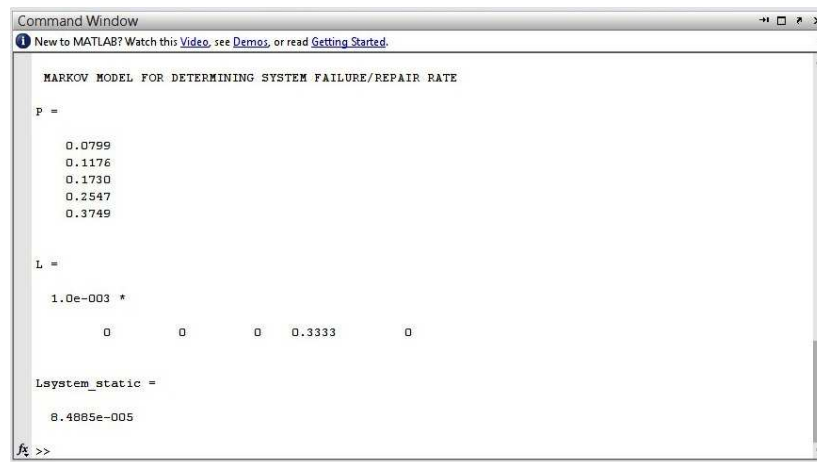 Command Window
New to MATLAB? Watch this Video, see Demos, or read Getting Started.
MARKOV MODEL FOR DETERMINING SYSTEM FAILURE/REPAIR RATE
P =
0.0799
0.1176
0.1730
0.2547
0.3749
L =
1.0e-003 *
0 0 0 0.3333 0
Lsystem_static =
8.4885e-005
fx >>